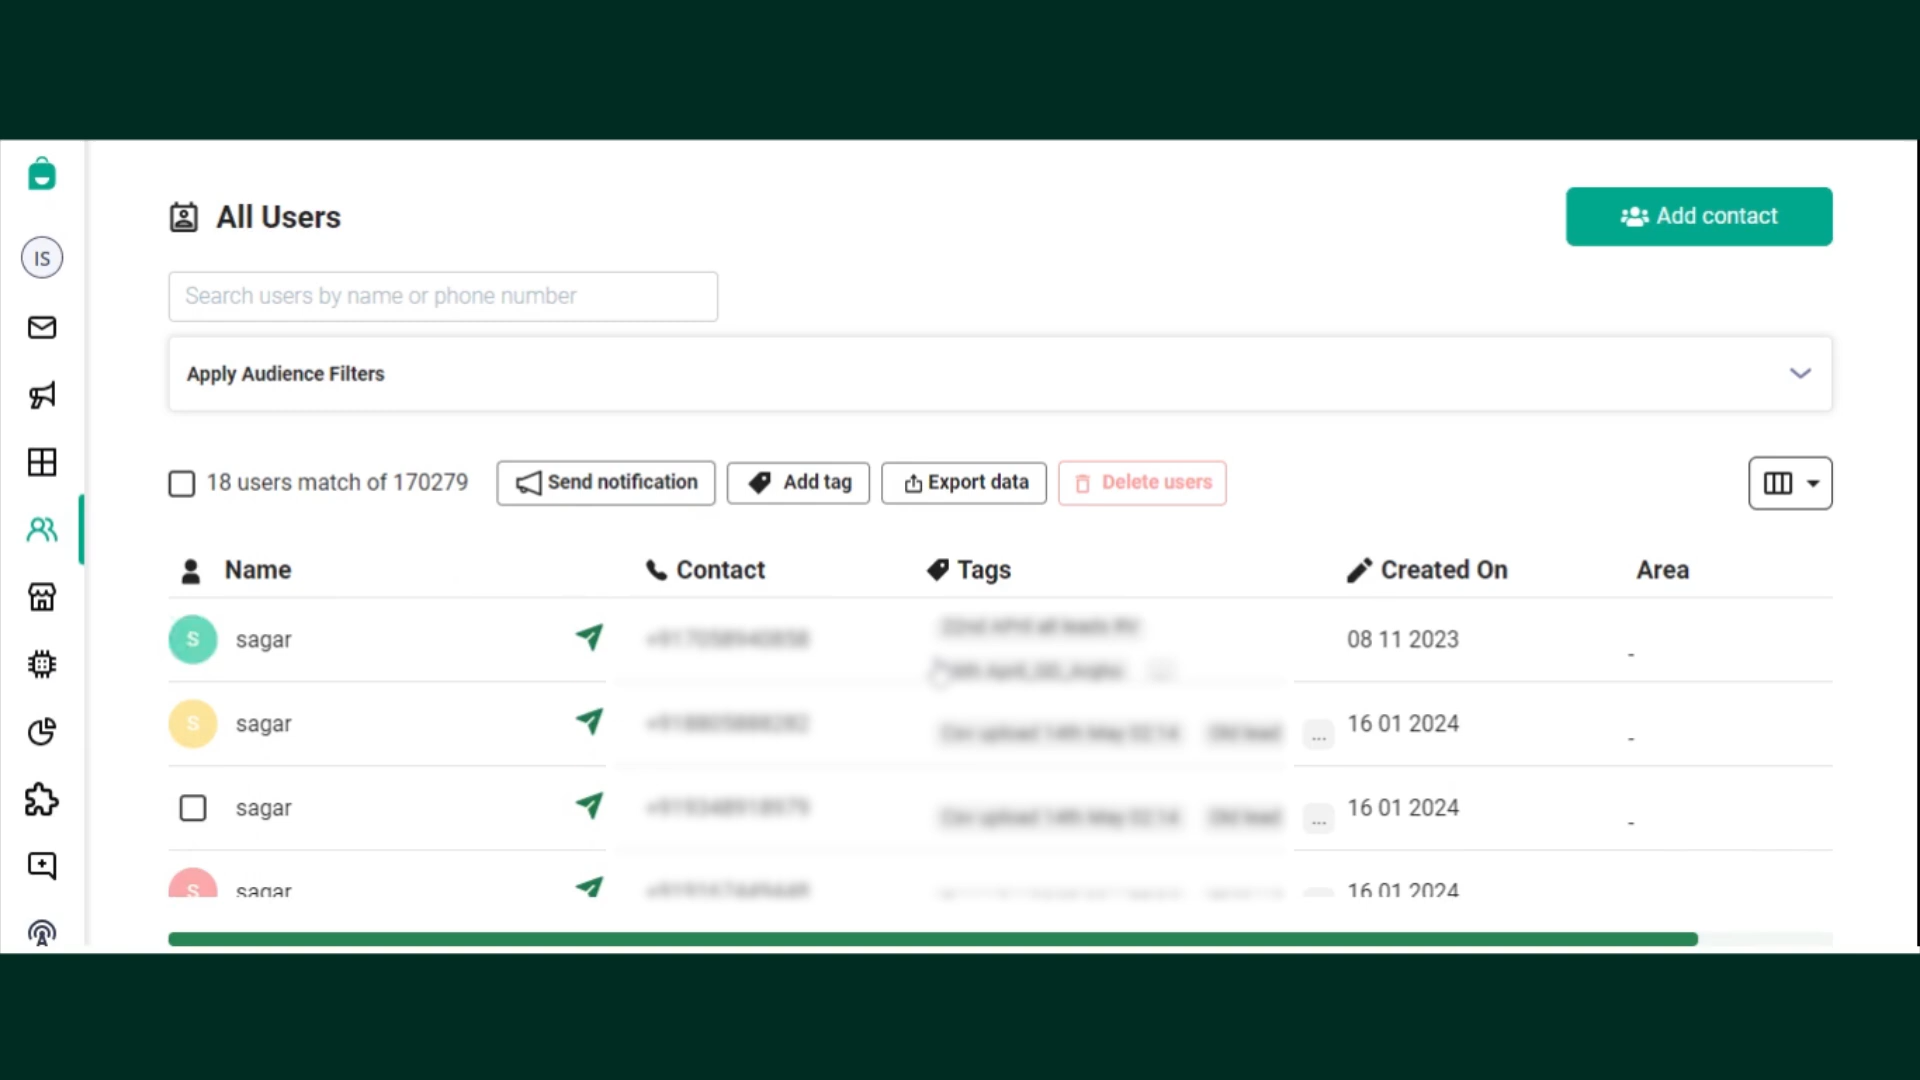 All Users
Add contact
IS
Search users by name or phone number
Apply Audience Filters
18 users match of 170279 Send notification Add tag Export data Delete users
Name Contact Tags Created On Area
S sagar 08 11 2023 -
S sagar ... 16 01 2024 -
sagar ... 16 01 2024 -
S sagar 16 01 2024